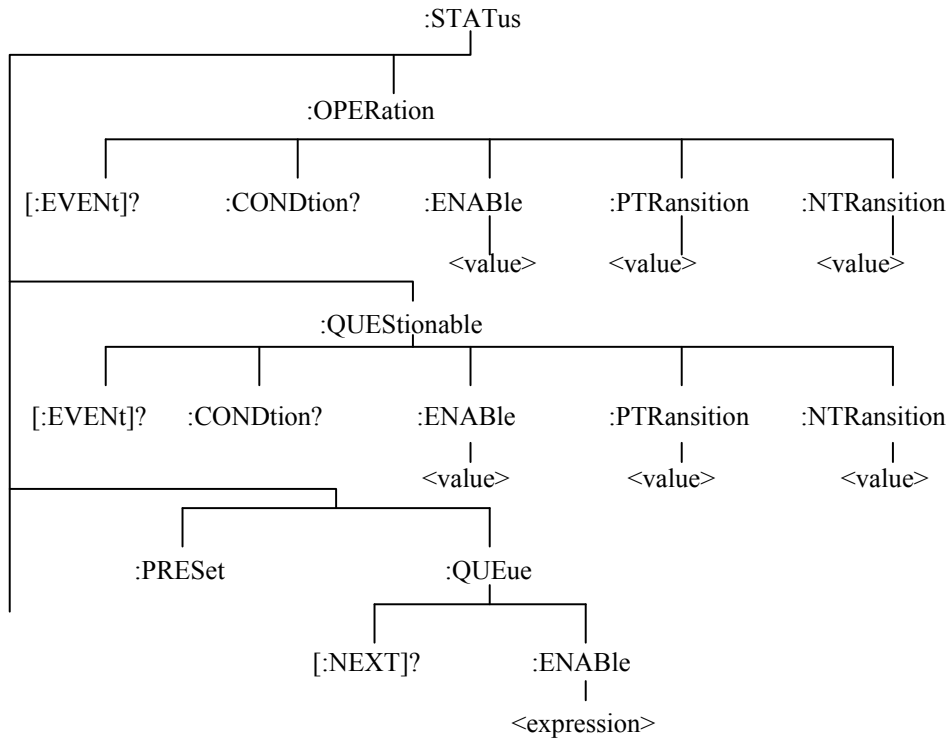 :STATus
:OPERation
[:EVENt]? :CONDtion? :ENABle :PTRansition :NTRansition
<value> <value> <value>
:QUEStionable
[:EVENt]? :CONDtion? :ENABle :PTRansition :NTRansition
<value> <value> <value>
:PRESet :QUEue
[:NEXT]? :ENABle
<expression>